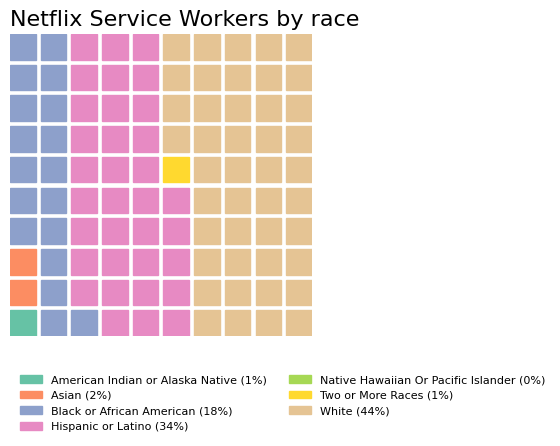 Netflix Service Workers by race
American Indian or Alaska Native (1%)
Asian (2%)
Black or African American (18%)
Hispanic or Latino (34%)
Native Hawaiian Or Pacific Islander (0%)
Two or More Races (1%)
White (44%)